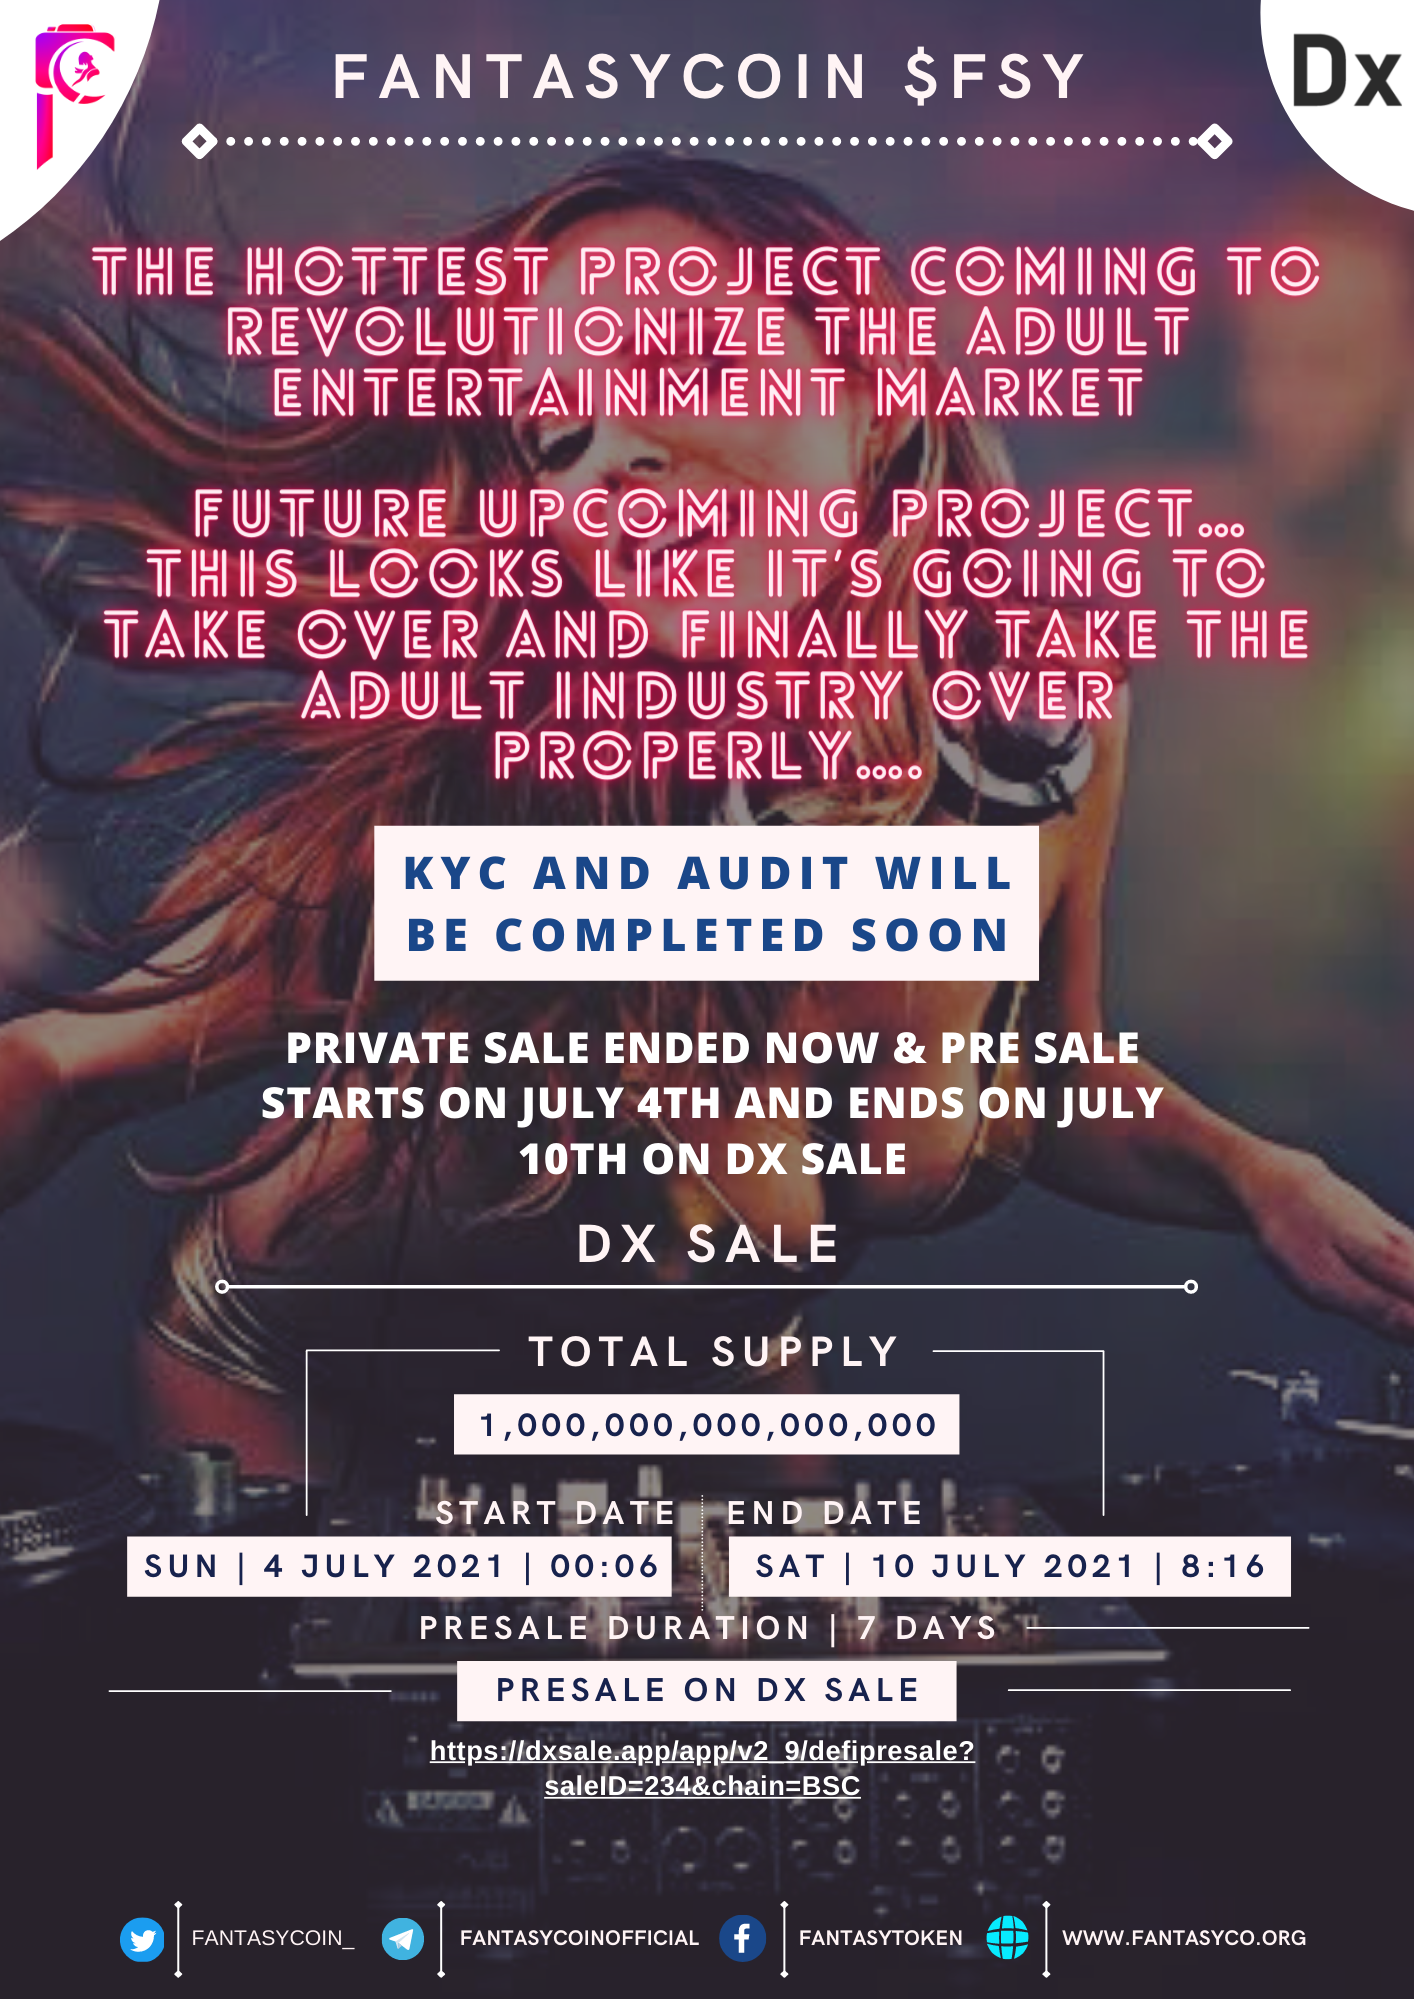 Dx
FANTASYCOIN $FSY
THE HOTTEST PROJECT COMING TO
REVOLUTIONIZE THE ADULT
ENTERTAINMENT MARKET
FUTURE UPCOMING PROJECT...
THIS LOOKS LIKE IT'S GOING TO
TAKE OVER AND FINALLY TAKE THE
ADULT INDUSTRY OVER
PROPERLY....
KYC AND AUDIT WILL
BE COMPLETED SOON
PRIVATE SALE ENDED NOW & PRE SALE
STARTS ON JULY 4TH AND ENDS ON JULY
10TH ON DX SALE
DX SALE
TOTAL SUPPLY
1,000,000,000,000,000
START DATE
END DATE
SUN | 4 JULY 2021 | 00:06
SAT | 10 JULY 2021 | 8:16
PRESALE DURATION | 7 DAYS
PRESALE ON DX SALE
https://dxsale.app/app/v2_9/defipresale?
saleID=234&chain=BSC
CAUTION
FANTASYCOIN_
FANTASYCOINOFFICIAL
FANTASYTOKEN
WWW.FANTASYCO.ORG